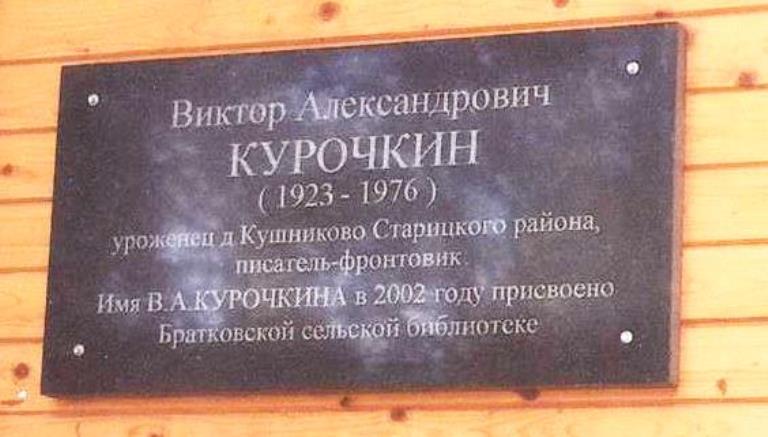 Виктор Александрович
КУРОЧКИН
( 1923 - 1976 )
уроженец д Кушниково Старицкого района,
писатель-фронтовик.
Имя В.А.КУРОЧКИНА в 2002 году присвоено
Братковской сельской библиотеке